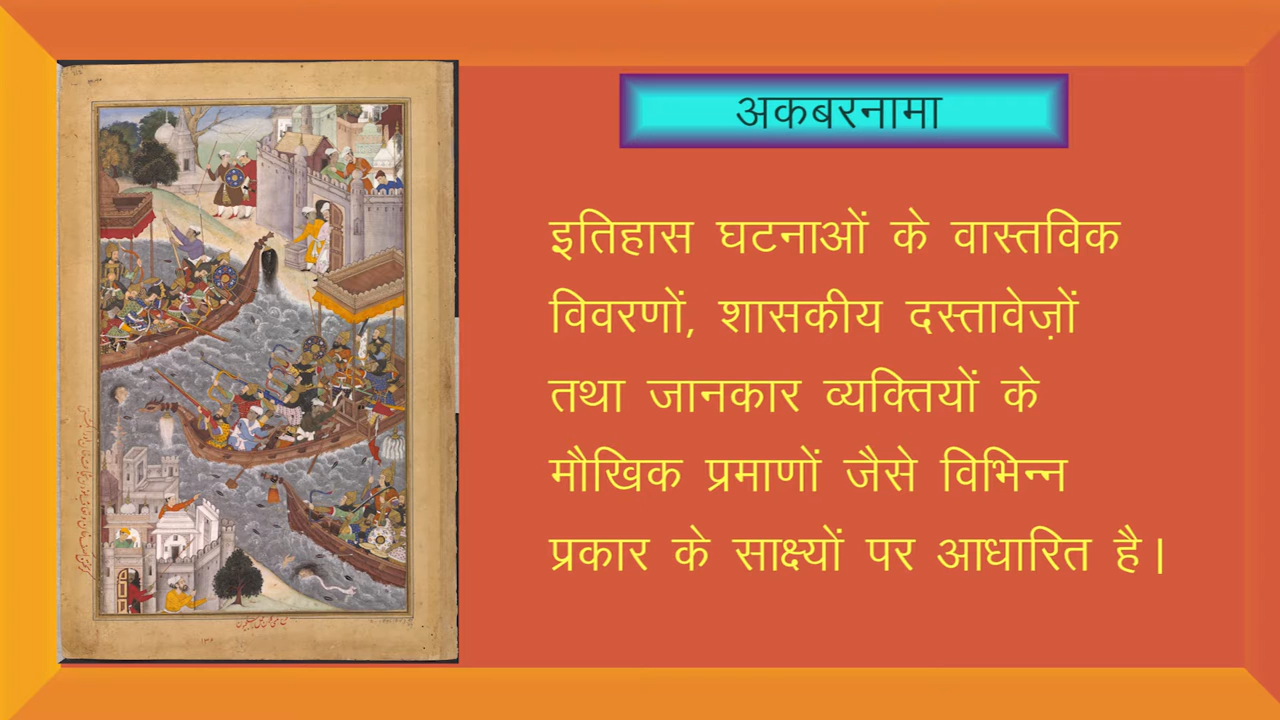 अकबरनामा
इतिहास घटनाओं के वास्तविक
विवरणों, शासकीय दस्तावेज़ों
तथा जानकार व्यक्तियों के
मौखिक प्रमाणों जैसे विभिन्न
प्रकार के साक्ष्यों पर आधारित है।